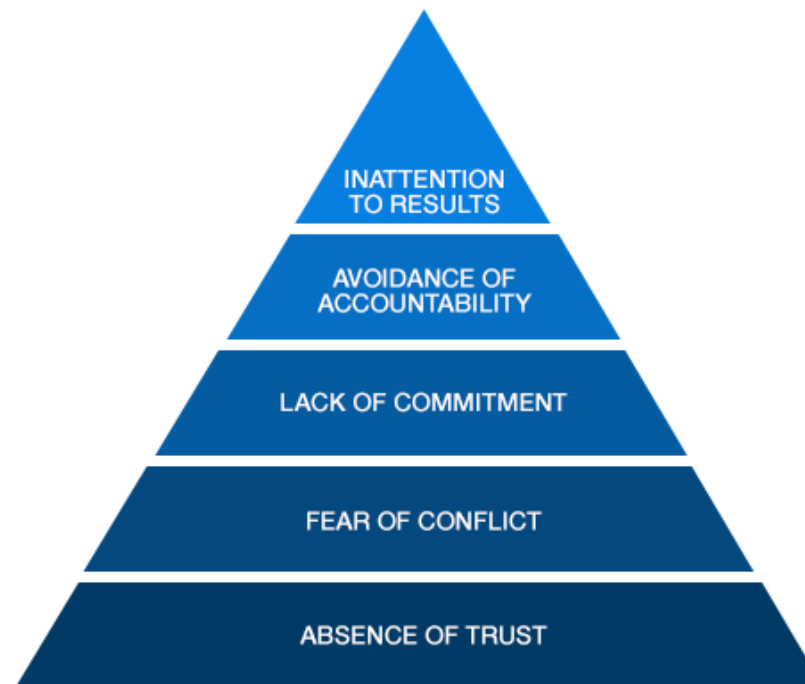 INATTENTION
TO RESULTS
AVOIDANCE OF
ACCOUNTABILITY
LACK OF COMMITMENT
FEAR OF CONFLICT
ABSENCE OF TRUST